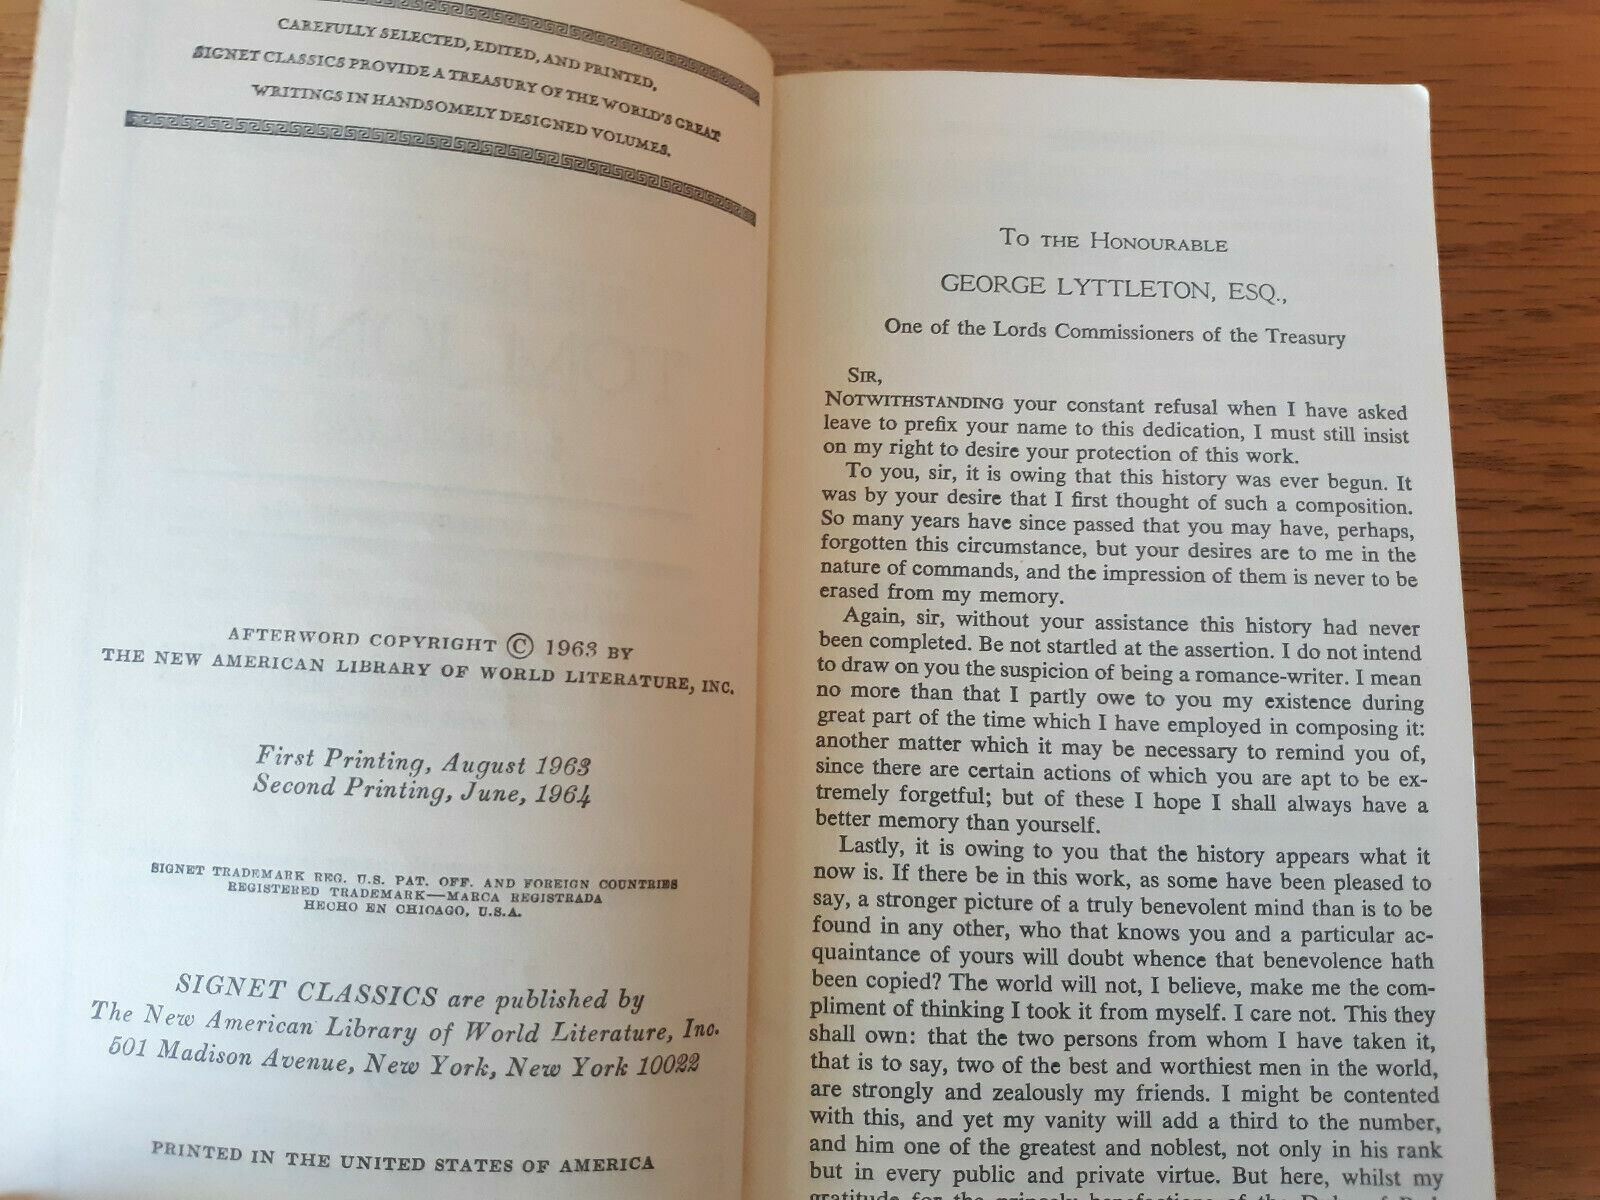 CAREFULLY SELECTED, EDITED, AND PRINTED,
SIGNET CLASSICS PROVIDE A TREASURY OF THE WORLD'S GREAT
WRITINGS IN HANDSOMELY DESIGNED VOLUMES.
AFTERWORD COPYRIGHT © 1963 BY
THE NEW AMERICAN LIBRARY OF WORLD LITERATURE, INC.
First Printing, August 1963
Second Printing, June, 1964
SIGNET TRADEMARK REG. U.S. PAT. OFF. AND FOREIGN COUNTRIES
REGISTERED TRADEMARK—MARCA REGISTRADA
HECHO EN CHICAGO, U.S.A.
SIGNET CLASSICS are published by
The New American Library of World Literature, Inc.
501 Madison Avenue, New York, New York 10022
PRINTED IN THE UNITED STATES OF AMERICA
TO THE HONOURABLE
GEORGE LYTTLETON, ESQ.,
One of the Lords Commissioners of the Treasury
SIR,
NOTWITHSTANDING your constant refusal when I have asked
leave to prefix your name to this dedication, I must still insist
on my right to desire your protection of this work.
To you, sir, it is owing that this history was ever begun. It
was by your desire that I first thought of such a composition.
So many years have since passed that you may have, perhaps,
forgotten this circumstance, but your desires are to me in the
nature of commands, and the impression of them is never to be
erased from my memory.
Again, sir, without your assistance this history had never
been completed. Be not startled at the assertion. I do not intend
to draw on you the suspicion of being a romance-writer. I mean
no more than that I partly owe to you my existence during
great part of the time which I have employed in composing it:
another matter which it may be necessary to remind you of,
since there are certain actions of which you are apt to be ex-
tremely forgetful; but of these I hope I shall always have a
better memory than yourself.
Lastly, it is owing to you that the history appears what it
now is. If there be in this work, as some have been pleased to
say, a stronger picture of a truly benevolent mind than is to be
found in any other, who that knows you and a particular ac-
quaintance of yours will doubt whence that benevolence hath
been copied? The world will not, I believe, make me the com-
pliment of thinking I took it from myself. I care not. This they
shall own: that the two persons from whom I have taken it,
that is to say, two of the best and worthiest men in the world,
are strongly and zealously my friends. I might be contented
with this, and yet my vanity will add a third to the number,
and him one of the greatest and noblest, not only in his rank
but in every public and private virtue. But here, whilst my
gratitude for the princely benefactions of the Duke of